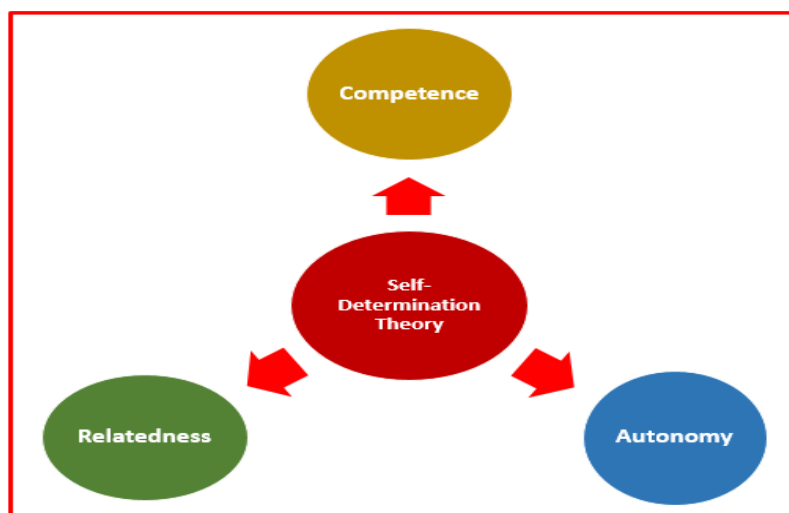 Competence
Self-
Determination
Theory
Relatedness
Autonomy